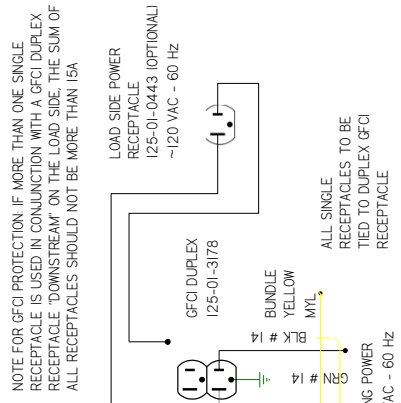 NOTE FOR GFCI PROTECTION: IF MORE THAN ONE SINGLE
RECEPTACLE IS USED IN CONJUNCTION WITH A GFCI DUPLEX
RECEPTACLE "DOWNSTREAM" ON THE LOAD SIDE, THE SUM OF
ALL RECEPTACLES SHOULD NOT BE MORE THAN 15A
LOAD SIDE POWER
RECEPTACLE
125-01-0443 (OPTIONAL)
~120 VAC - 60 Hz
GFCI DUPLEX
125-01-3178
BUNDLE
YELLOW
MYL
BLK # 14
GRN # 14
ALL SINGLE
RECEPTACLES TO BE
TIED TO DUPLEX GFCI
RECEPTACLE
POWER
- 60 Hz